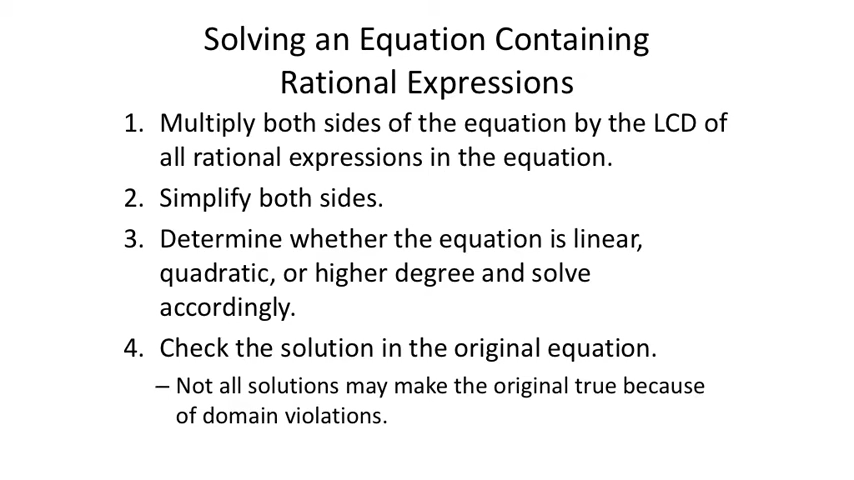 Solving an Equation Containing
Rational Expressions
1. Multiply both sides of the equation by the LCD of
all rational expressions in the equation.
2. Simplify both sides.
3. Determine whether the equation is linear,
quadratic, or higher degree and solve
accordingly.
4. Check the solution in the original equation.
– Not all solutions may make the original true because
of domain violations.